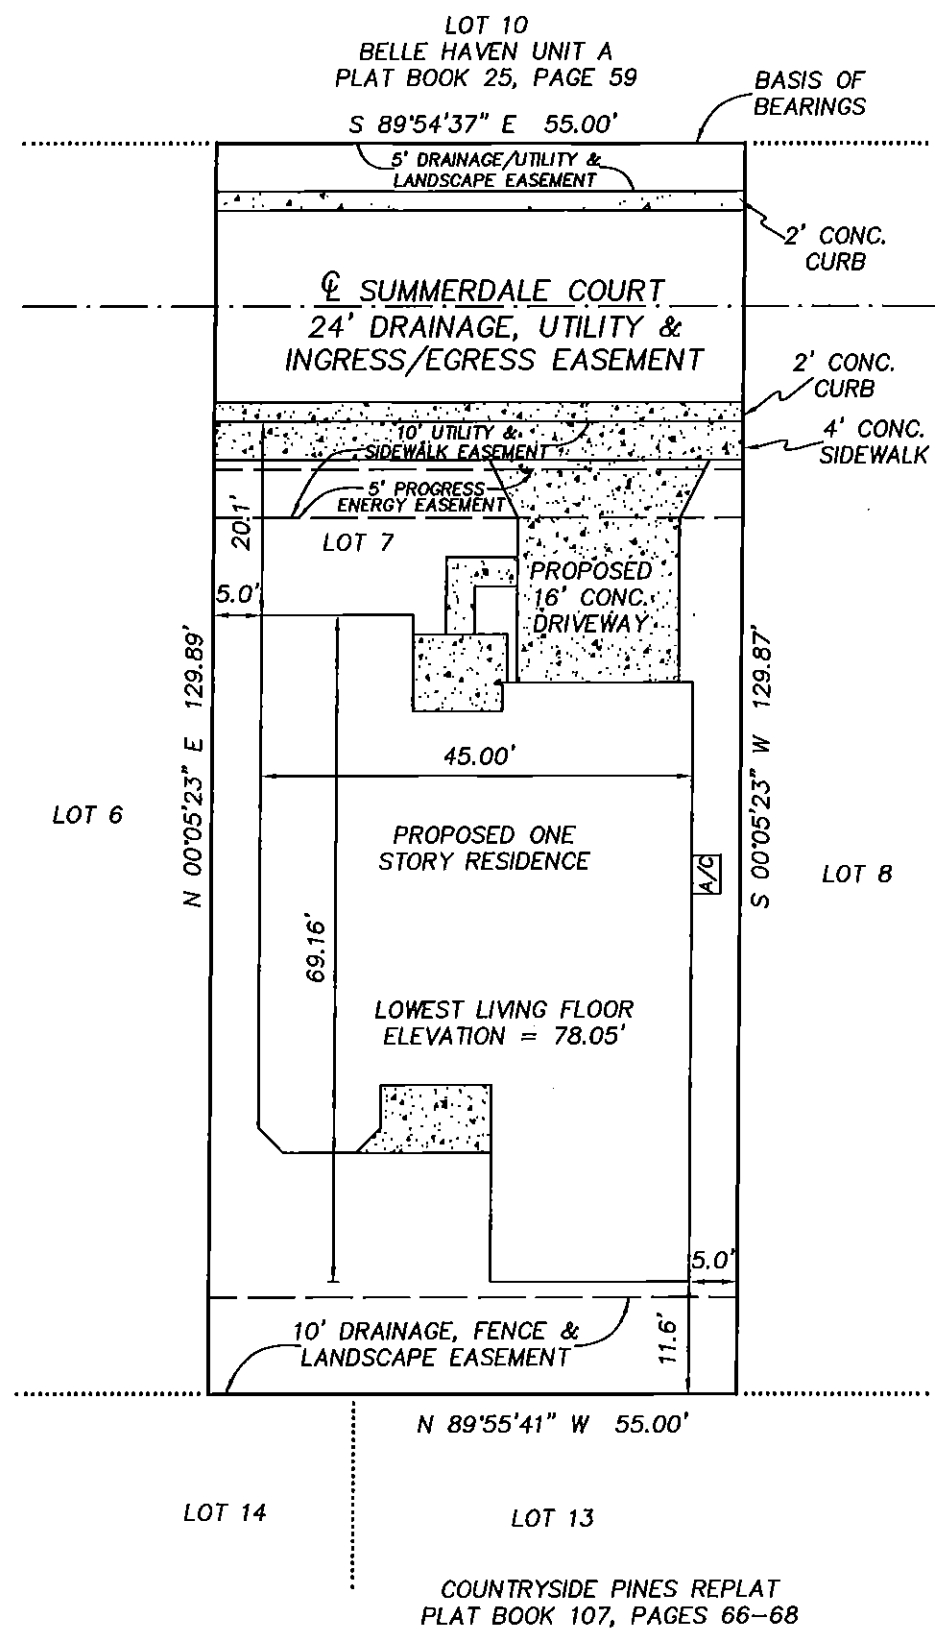 LOT 10
BELLE HAVEN UNIT A
PLAT BOOK 25, PAGE 59
BASIS OF
BEARINGS
S 89°54'37" E 55.00'
5' DRAINAGE/UTILITY &
LANDSCAPE EASEMENT
2' CONC.
CURB
℄ SUMMERDALE COURT
24' DRAINAGE, UTILITY &
INGRESS/EGRESS EASEMENT
2' CONC.
CURB
10' UTILITY &
SIDEWALK EASEMENT
4' CONC.
SIDEWALK
5' PROGRESS
ENERGY EASEMENT
20.1'
LOT 7
PROPOSED
16' CONC.
DRIVEWAY
5.0'
N 00°05'23" E 129.89'
S 00°05'23" W 129.87'
45.00'
LOT 6
PROPOSED ONE
STORY RESIDENCE
A/C
LOT 8
69.16'
LOWEST LIVING FLOOR
ELEVATION = 78.05'
5.0'
10' DRAINAGE, FENCE &
LANDSCAPE EASEMENT
11.6'
N 89°55'41" W 55.00'
LOT 14
LOT 13
COUNTRYSIDE PINES REPLAT
PLAT BOOK 107, PAGES 66-68